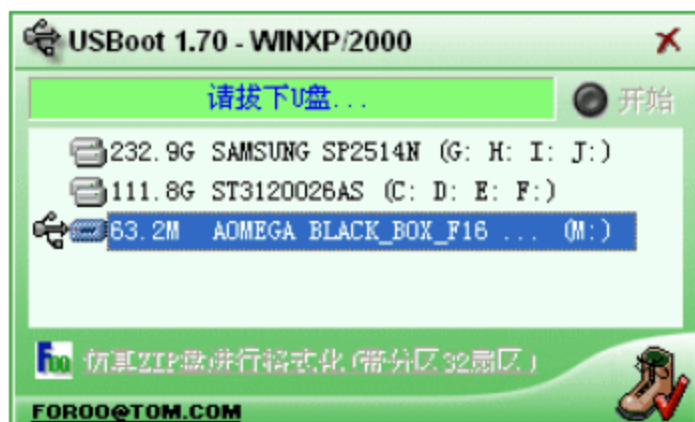 USBoot 1.70 - WINXP/2000
请拔下U盘...
开始
232.9G SAMSUNG SP2514N (G: H: I: J:)
111.8G ST3120026AS (C: D: E: F:)
63.2M AOMEGA BLACK_BOX_F16 ... (M:)
Foo 仿真ZIP盘进行格式化(带分区32扇区)
FOROO@TOM.COM